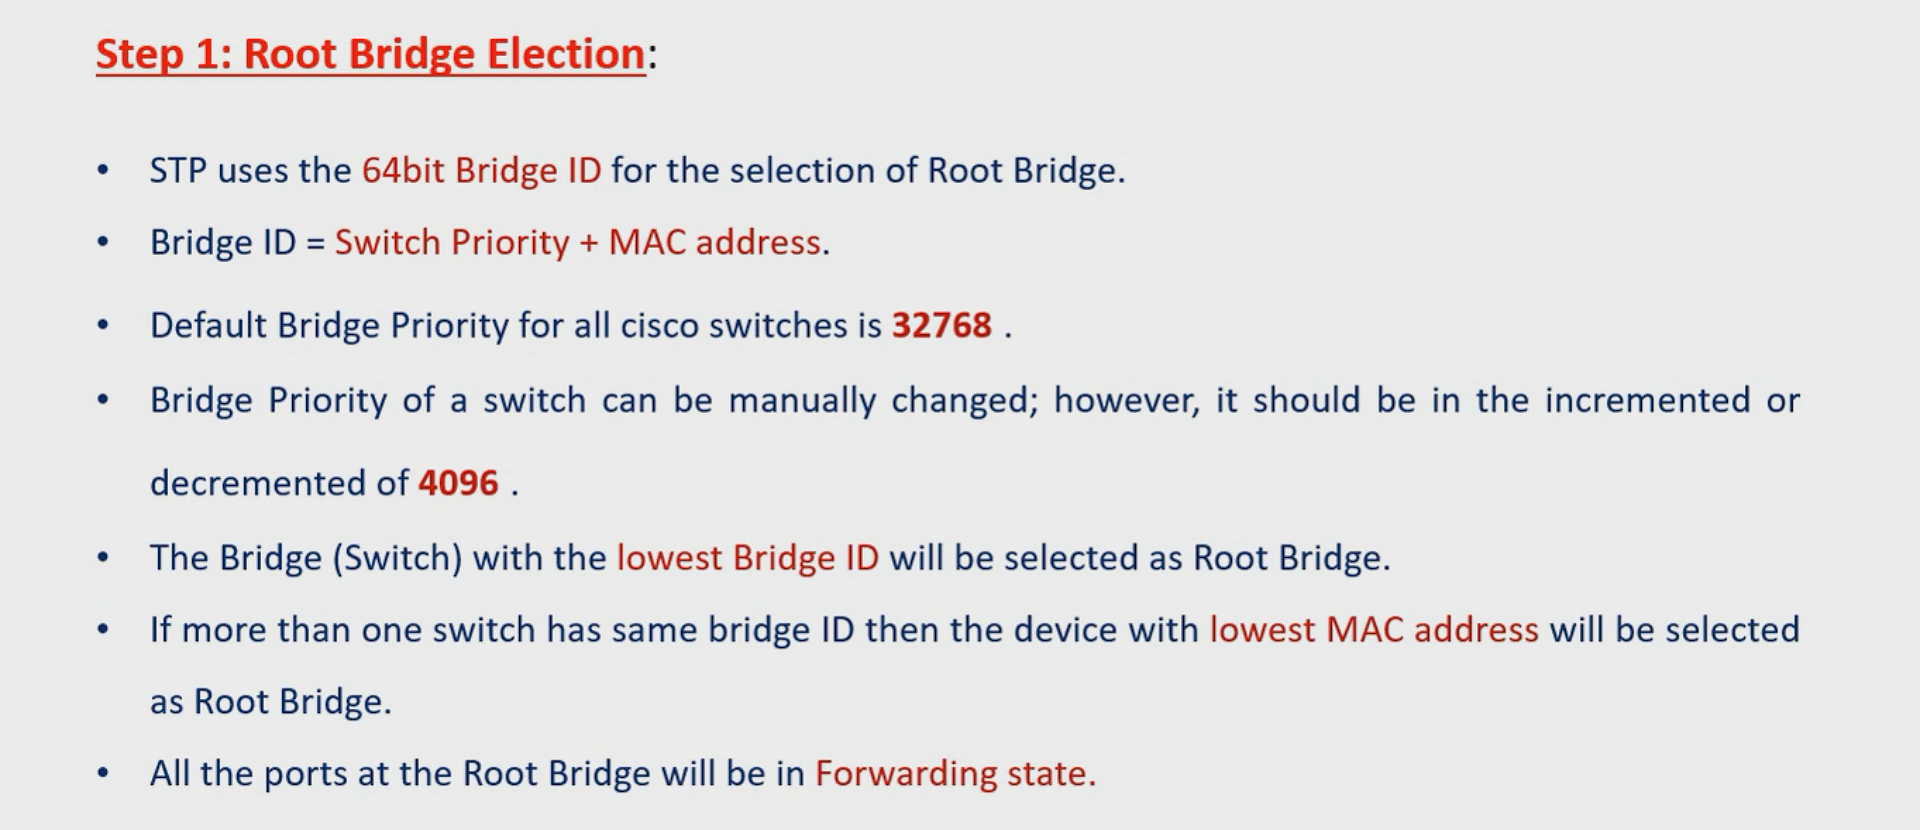 Step 1: Root Bridge Election:
• STP uses the 64bit Bridge ID for the selection of Root Bridge.
• Bridge ID = Switch Priority + MAC address.
• Default Bridge Priority for all cisco switches is 32768 .
• Bridge Priority of a switch can be manually changed; however, it should be in the incremented or
decremented of 4096 .
• The Bridge (Switch) with the lowest Bridge ID will be selected as Root Bridge.
• If more than one switch has same bridge ID then the device with lowest MAC address will be selected
as Root Bridge.
• All the ports at the Root Bridge will be in Forwarding state.